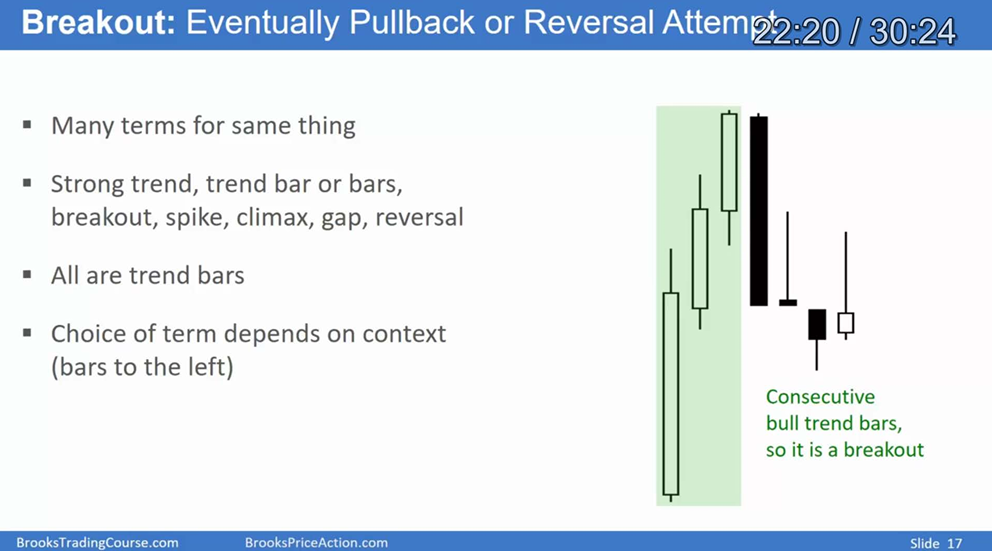 Breakout: Eventually Pullback or Reversal Attempt
22:20 / 30:24
▪ Many terms for same thing
▪ Strong trend, trend bar or bars,
breakout, spike, climax, gap, reversal
▪ All are trend bars
▪ Choice of term depends on context
(bars to the left)
Consecutive
bull trend bars,
so it is a breakout
BrooksTradingCourse.com
BrooksPriceAction.com
Slide 17